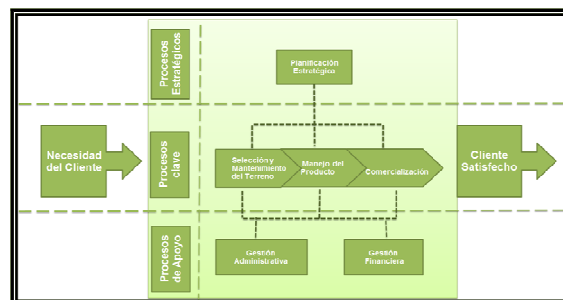 Procesos
Estratégicos
Planificación
Estratégico
Necesidad
del Cliente
Procesos
clave
Selección y
Mantenimiento
del Terreno
Manejo del
Producto
Comercialización
Cliente
Satisfecho
Procesos
de Apoyo
Gestión
Administrativa
Gestión
Financiera